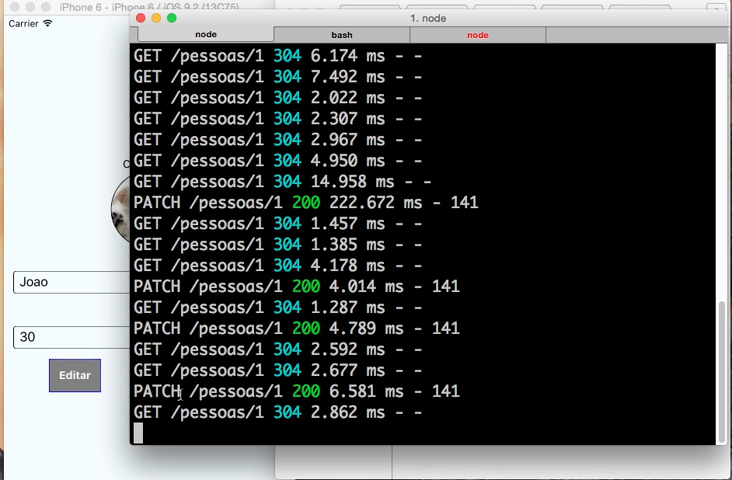 iPhone 6 - iPhone 6 / iOS 9.2 (13C75)
Carrier
1. node
node
bash
node
GET /pessoas/1 304 6.174 ms - -
GET /pessoas/1 304 7.492 ms - -
GET /pessoas/1 304 2.022 ms - -
GET /pessoas/1 304 2.307 ms - -
GET /pessoas/1 304 2.967 ms - -
GET /pessoas/1 304 4.950 ms - -
GET /pessoas/1 304 14.958 ms - -
PATCH /pessoas/1 200 222.672 ms - 141
GET /pessoas/1 304 1.457 ms - -
GET /pessoas/1 304 1.385 ms - -
GET /pessoas/1 304 4.178 ms - -
PATCH /pessoas/1 200 4.014 ms - 141
GET /pessoas/1 304 1.287 ms - -
PATCH /pessoas/1 200 4.789 ms - 141
GET /pessoas/1 304 2.592 ms - -
GET /pessoas/1 304 2.677 ms - -
PATCH /pessoas/1 200 6.581 ms - 141
GET /pessoas/1 304 2.862 ms - -
Joao
30
Editar